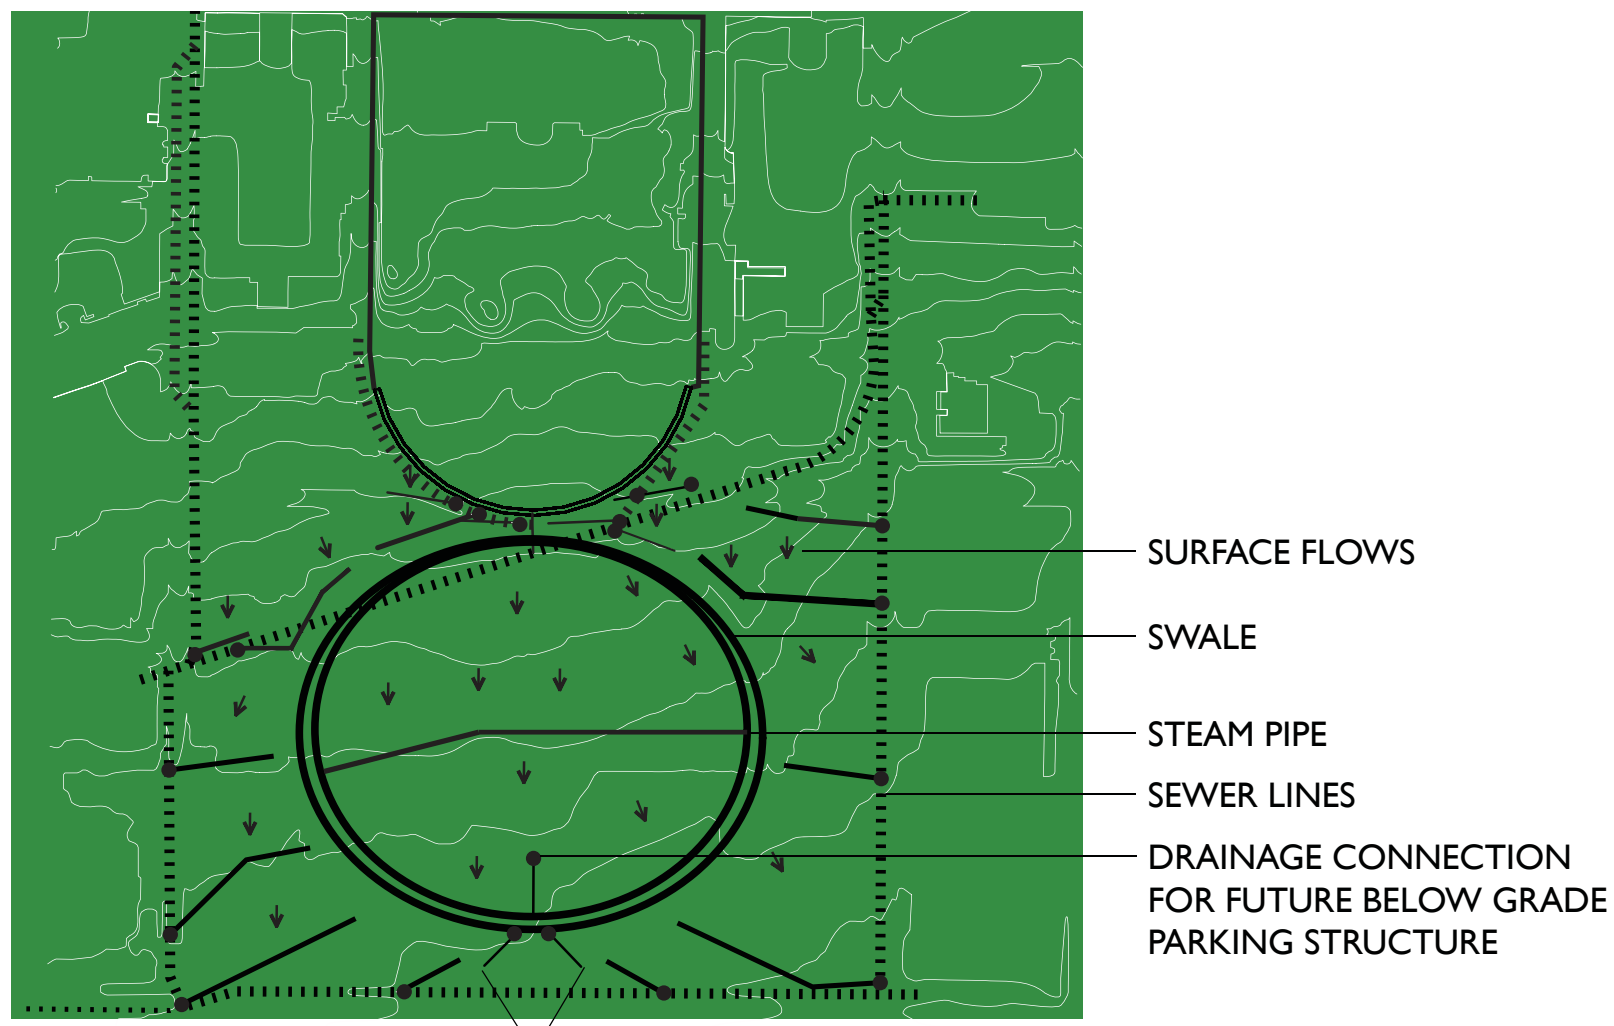 SURFACE FLOWS
SWALE
STEAM PIPE
SEWER LINES
DRAINAGE CONNECTION
FOR FUTURE BELOW GRADE
PARKING STRUCTURE